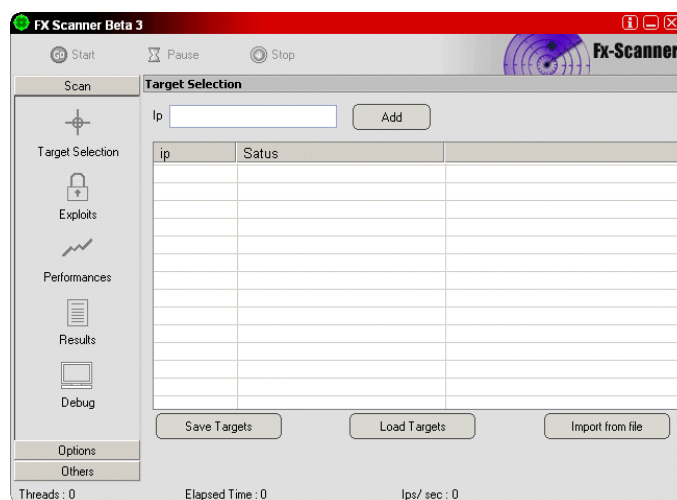 FX Scanner Beta 3
GO Start
Pause
Stop
Fx-Scanner
Scan
Target Selection
Ip
Add
Target Selection
ip Satus
Exploits
Performances
Results
Debug
Save Targets
Load Targets
Import from file
Options
Others
Threads : 0
Elapsed Time : 0
Ips/ sec : 0